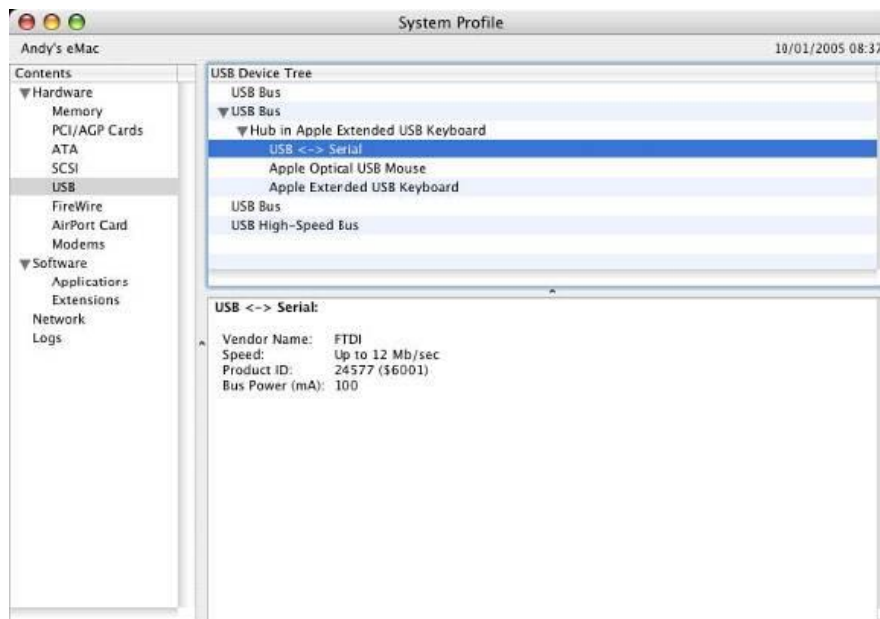 System Profile
Andy's eMac
10/01/2005 08:37
Contents
Hardware
Memory
PCI/AGP Cards
ATA
SCSI
USB
FireWire
AirPort Card
Modems
Software
Applications
Extensions
Network
Logs
USB Device Tree
USB Bus
USB Bus
Hub in Apple Extended USB Keyboard
USB <-> Serial
Apple Optical USB Mouse
Apple Extended USB Keyboard
USB Bus
USB High-Speed Bus
USB <-> Serial:
Vendor Name: FTDI
Speed: Up to 12 Mb/sec
Product ID: 24577 ($6001)
Bus Power (mA): 100